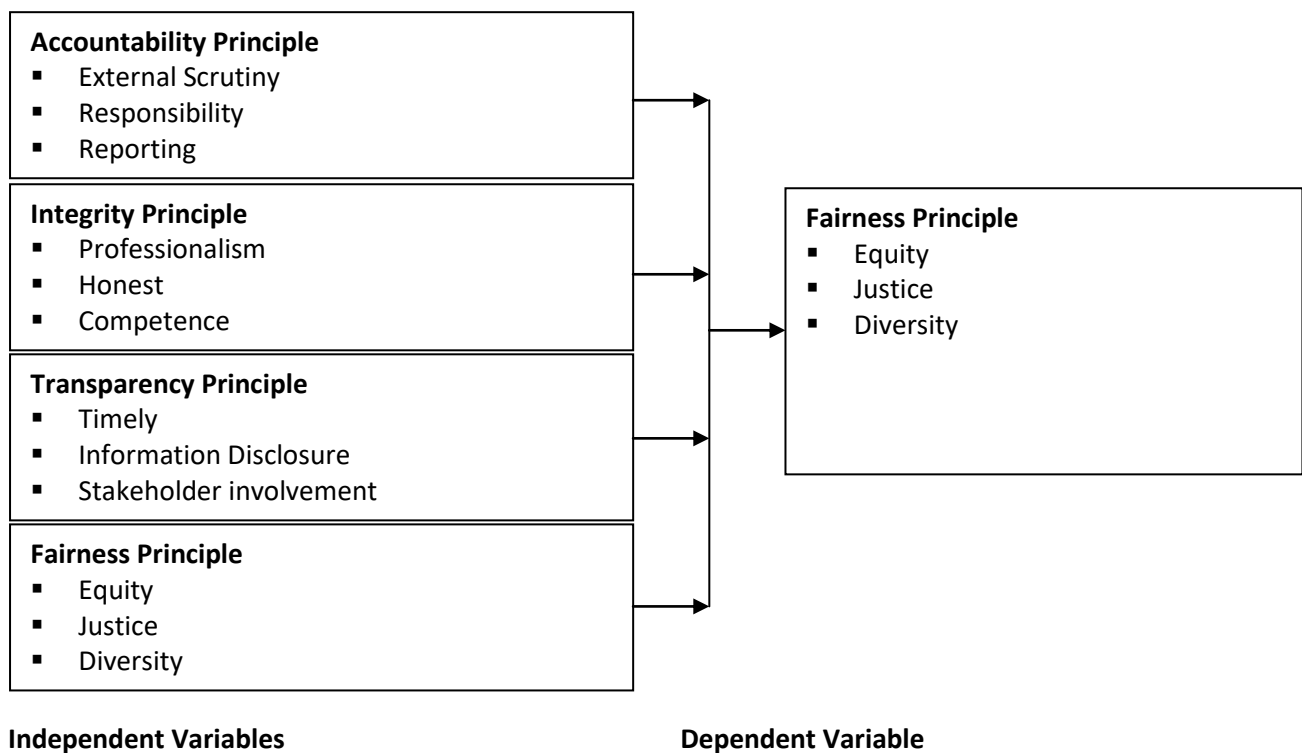 Accountability Principle
▪ External Scrutiny
▪ Responsibility
▪ Reporting
Integrity Principle
▪ Professionalism
▪ Honest
▪ Competence
Transparency Principle
▪ Timely
▪ Information Disclosure
▪ Stakeholder involvement
Fairness Principle
▪ Equity
▪ Justice
▪ Diversity
Fairness Principle
▪ Equity
▪ Justice
▪ Diversity
Independent Variables
Dependent Variable